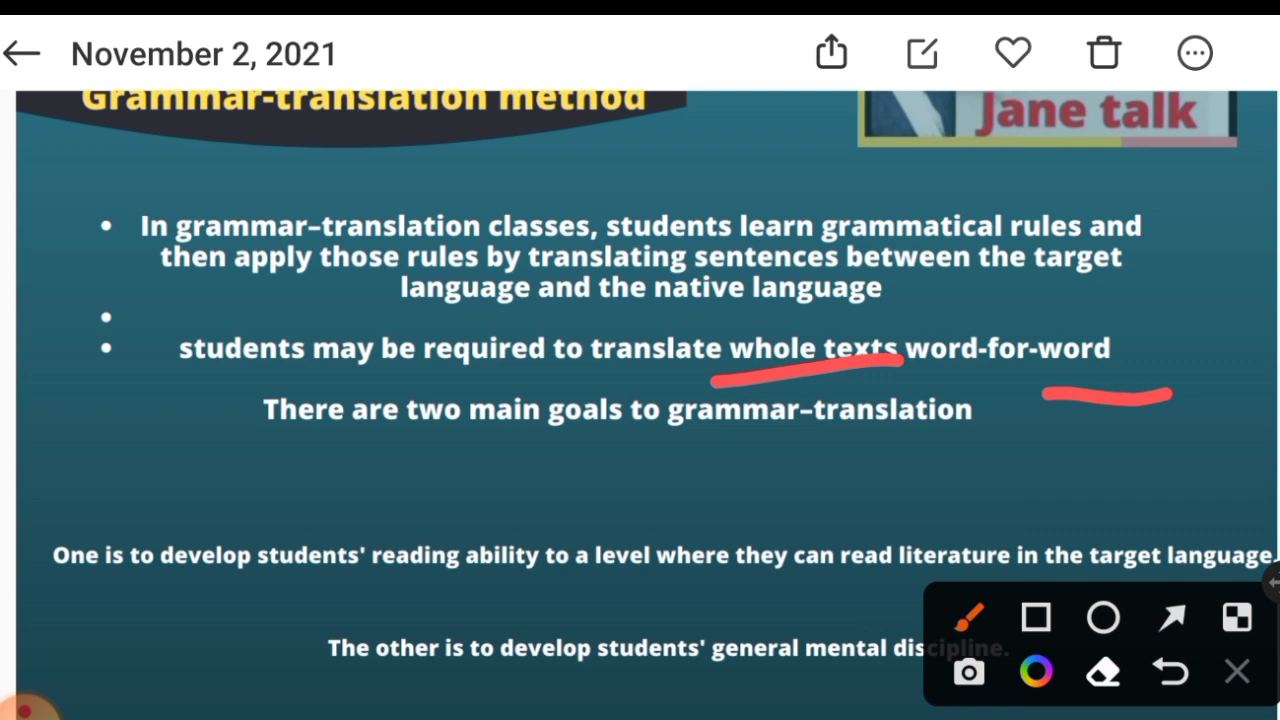 November 2, 2021
Grammar-translation method
Jane talk
• In grammar–translation classes, students learn grammatical rules and
then apply those rules by translating sentences between the target
language and the native language
•
• students may be required to translate whole texts word-for-word
There are two main goals to grammar–translation
One is to develop students' reading ability to a level where they can read literature in the target language.
The other is to develop students' general mental discipline.